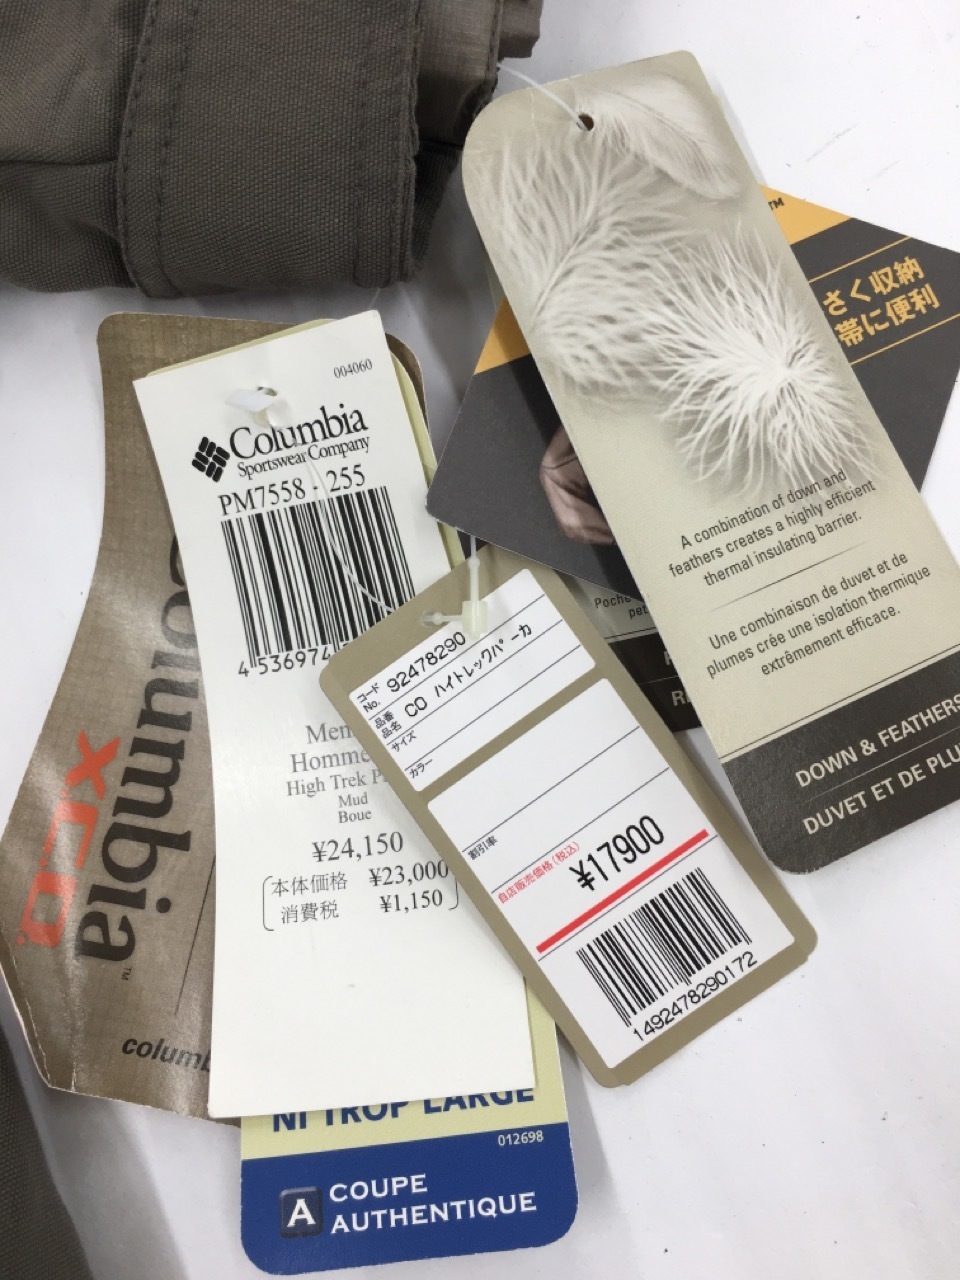 004060
Columbia
Sportswear Company
PM7558 - 255
4 536974
Men
Homme
High Trek P
Mud
Boue
¥24,150
本体価格 ¥23,000
消費税 ¥1,150
umbia™
columb
NI TROP LARGE
012698
A COUPE
AUTHENTIQUE
コード
No. 92478290
品番
品名 CO ハイトレックパーカ
サイズ
カラー
割引率
自店販売価格(税込)
¥17900
1492478290172
TM
さく収納
帯に便利
Poche
pet
A combination of down and
feathers creates a highly efficient
thermal insulating barrier.
Une combinaison de duvet et de
plumes crée une isolation thermique
extrêmement efficace.
DOWN & FEATHERS
DUVET ET DE PLU